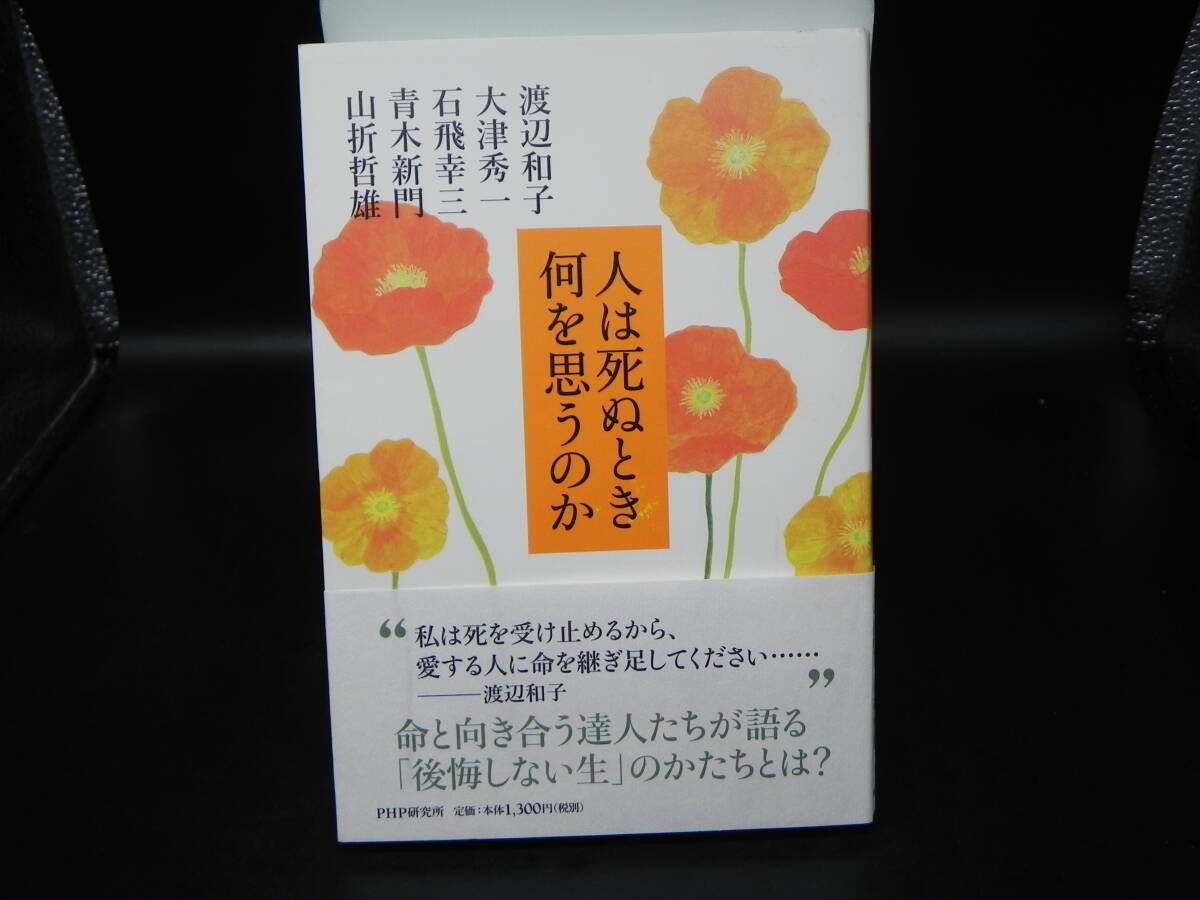 渡辺和子
大津秀一
石飛幸三
青木新門
山折哲雄
人は死ぬとき
何を思うのか
“私は死を受け止めるから、
愛する人に命を継ぎ足してください……”
―――渡辺和子
命と向き合う達人たちが語る
「後悔しない生」のかたちとは?
PHP研究所 定価:本体1,300円(税別)